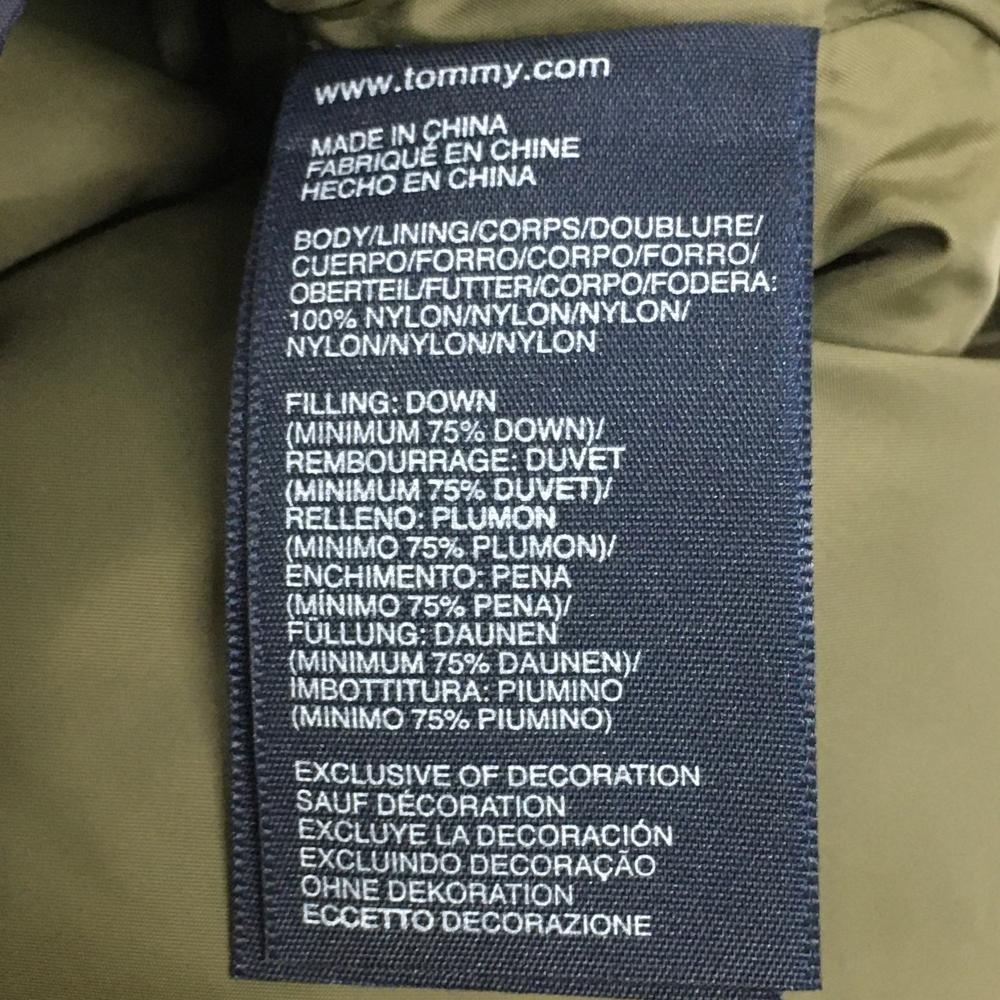 www.tommy.com
MADE IN CHINA
FABRIQUÉ EN CHINE
HECHO EN CHINA
BODY/LINING/CORPS/DOUBLURE/
CUERPO/FORRO/CORPO/FORRO/
OBERTEIL/FUTTER/CORPO/FODERA:
100% NYLON/NYLON/NYLON/
NYLON/NYLON/NYLON
FILLING: DOWN
(MINIMUM 75% DOWN)/
REMBOURRAGE: DUVET
(MINIMUM 75% DUVET)/
RELLENO: PLUMON
(MINIMO 75% PLUMON)/
ENCHIMENTO: PENA
(MÍNIMO 75% PENA)/
FÜLLUNG: DAUNEN
(MINIMUM 75% DAUNEN)/
IMBOTTITURA: PIUMINO
(MINIMO 75% PIUMINO)
EXCLUSIVE OF DECORATION
SAUF DÉCORATION
EXCLUYE LA DECORACIÓN
EXCLUINDO DECORAÇÃO
OHNE DEKORATION
ECCETTO DECORAZIONE